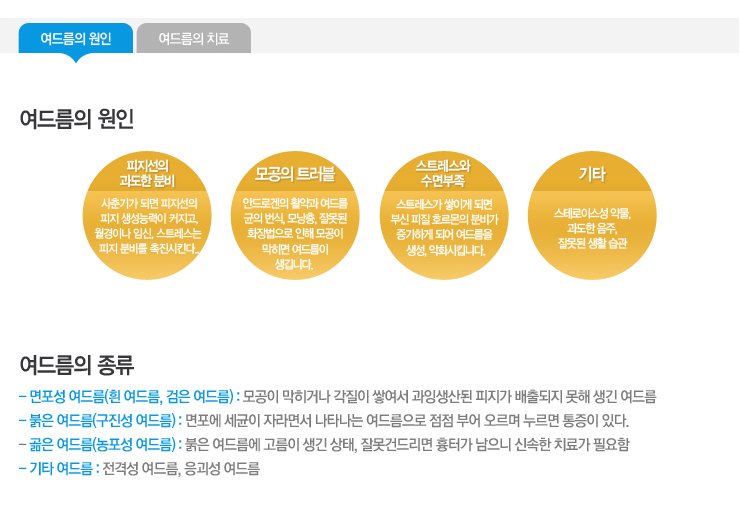 여드름의 원인
여드름의 치료
여드름의 원인
피지선의
과도한 분비
사춘기가 되면 피지선의
피지 생성능력이 커지고,
월경이나 임신, 스트레스는
피지 분비를 촉진시킨다..
모공의 트러블
안드로겐의 활약과 여드름
균의 번식, 모낭충, 잘못된
화장법으로 인해 모공이
막히면 여드름이
생깁니다.
스트레스와
수면부족
스트레스가 쌓이게 되면
부신 피질 호르몬의 분비가
증가하게 되어 여드름을
생성, 악화시킵니다.
기타
스테로이스성 약물,
과도한 음주,
잘못된 생활 습관
여드름의 종류
- 면포성 여드름(흰 여드름, 검은 여드름) : 모공이 막히거나 각질이 쌓여서 과잉생산된 피지가 배출되지 못해 생긴 여드름
- 붉은 여드름(구진성 여드름) : 면포에 세균이 자라면서 나타나는 여드름으로 점점 부어 오르며 누르면 통증이 있다.
- 곪은 여드름(농포성 여드름) : 붉은 여드름에 고름이 생긴 상태, 잘못건드리면 흉터가 남으니 신속한 치료가 필요함
- 기타 여드름 : 전격성 여드름, 응괴성 여드름